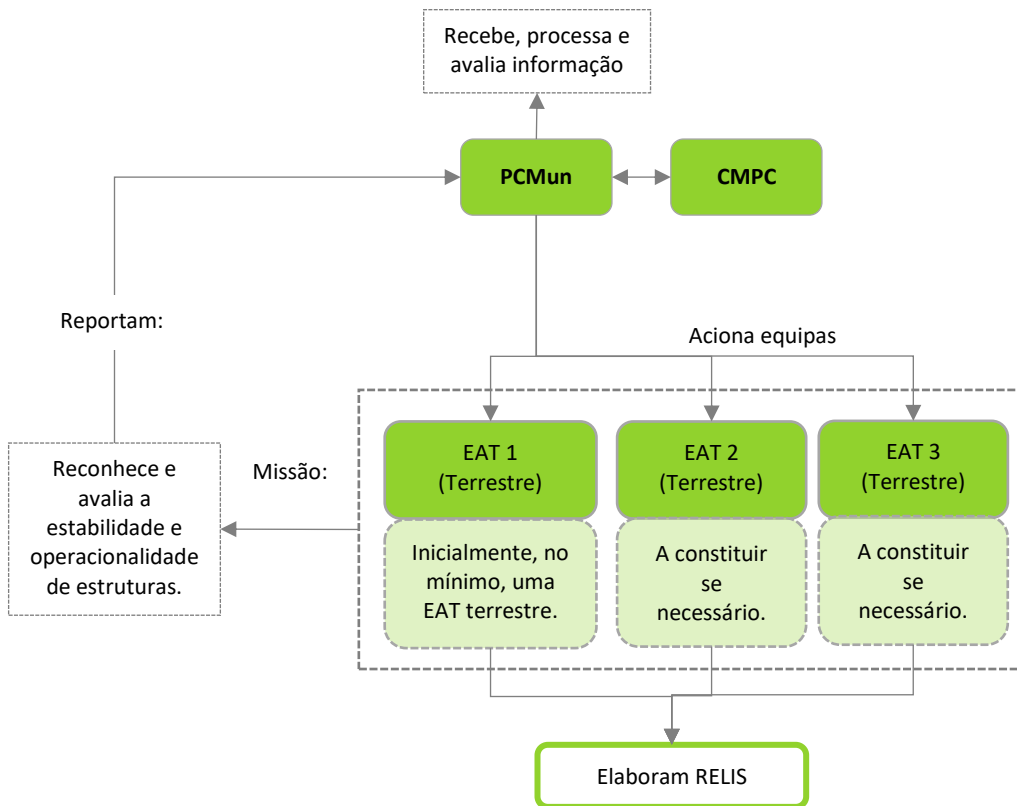 Recebe, processa e
avalia informação
PCMun
CMPC
Reportam:
Aciona equipas
EAT 1
(Terrestre)
EAT 2
(Terrestre)
EAT 3
(Terrestre)
Missão:
Reconhece e
avalia a
estabilidade e
operacionalidade
de estruturas.
Inicialmente, no
mínimo, uma
EAT terrestre.
A constituir
se
necessário.
A constituir
se
necessário.
Elaboram RELIS